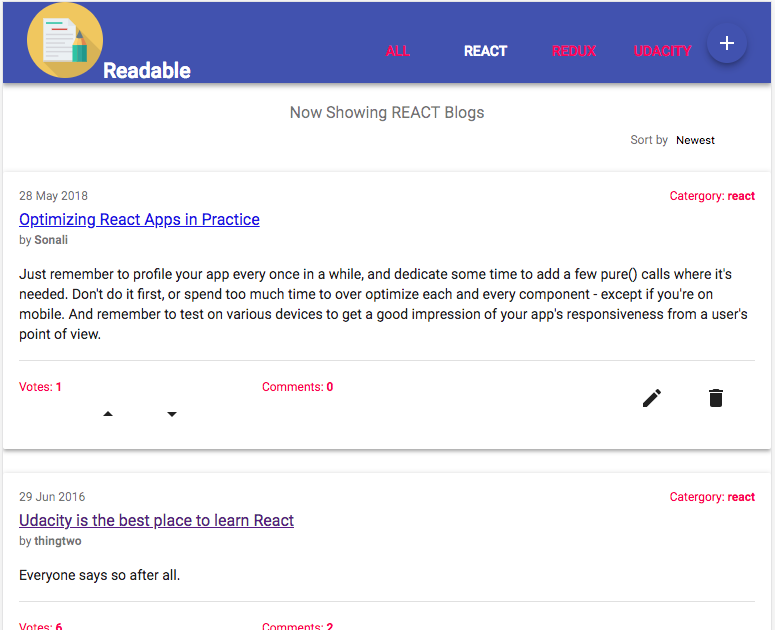 Readable
ALL REACT REDUX UDACITY
Now Showing REACT Blogs
Sort by Newest
28 May 2018 Catergory: react
Optimizing React Apps in Practice
by Sonali
Just remember to profile your app every once in a while, and dedicate some time to add a few pure() calls where it's
needed. Don't do it first, or spend too much time to over optimize each and every component - except if you're on
mobile. And remember to test on various devices to get a good impression of your app's responsiveness from a user's
point of view.
Votes: 1 Comments: 0
29 Jun 2016 Catergory: react
Udacity is the best place to learn React
by thingtwo
Everyone says so after all.
Votes: 6 Comments: 2